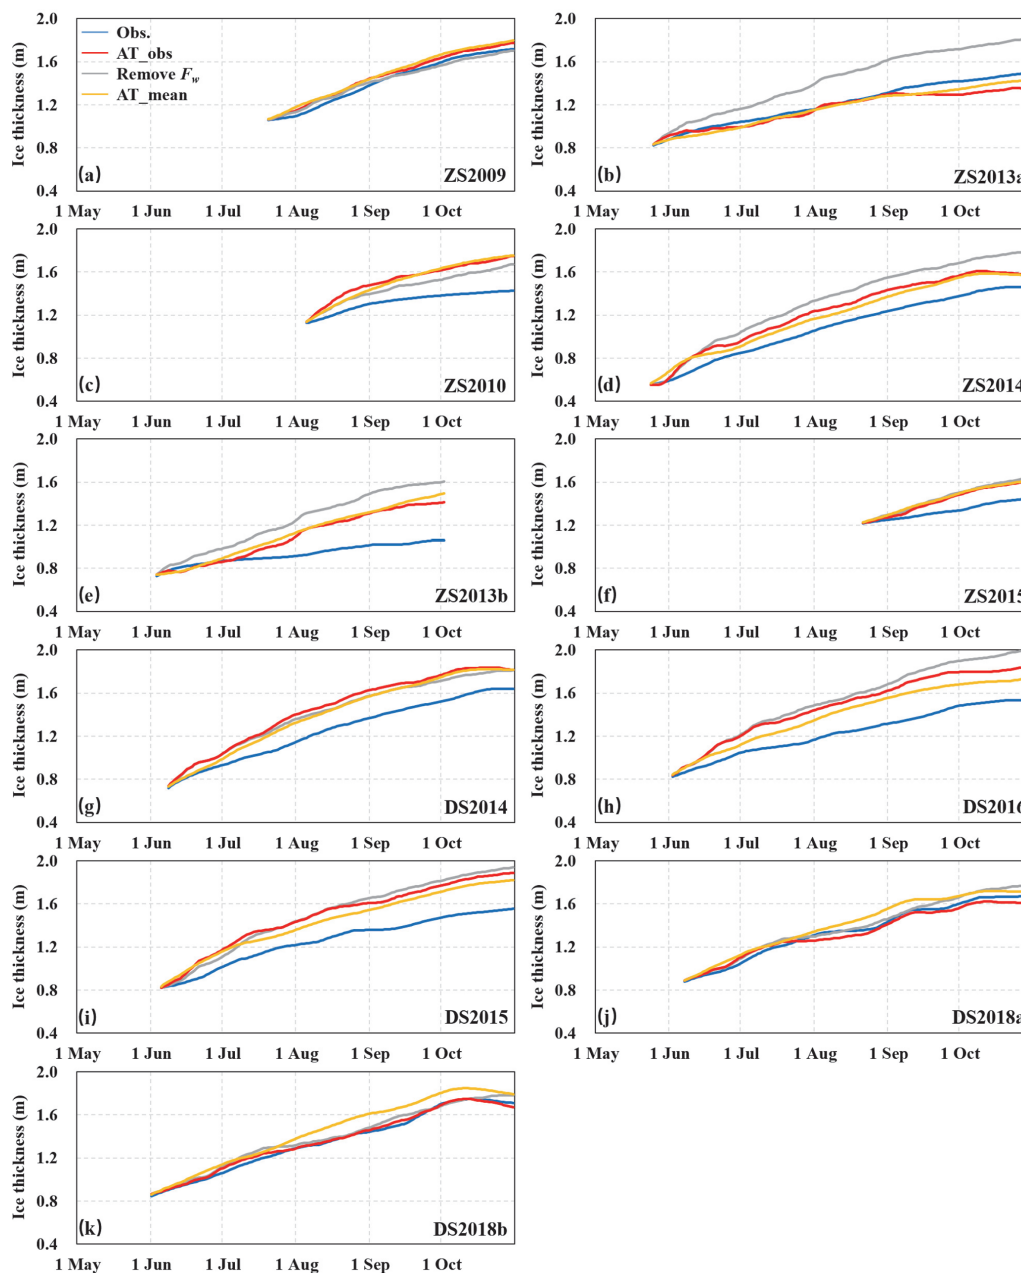 Ice thickness (m)
2.0
1.6
1.2
0.8
0.4
Obs.
AT_obs
Remove F_w
AT_mean
(a)
ZS2009
1 May 1 Jun 1 Jul 1 Aug 1 Sep 1 Oct
Ice thickness (m)
2.0
1.6
1.2
0.8
0.4
(b)
ZS2013a
1 May 1 Jun 1 Jul 1 Aug 1 Sep 1 Oct
Ice thickness (m)
2.0
1.6
1.2
0.8
0.4
(c)
ZS2010
1 May 1 Jun 1 Jul 1 Aug 1 Sep 1 Oct
Ice thickness (m)
2.0
1.6
1.2
0.8
0.4
(d)
ZS2014
1 May 1 Jun 1 Jul 1 Aug 1 Sep 1 Oct
Ice thickness (m)
2.0
1.6
1.2
0.8
0.4
(e)
ZS2013b
1 May 1 Jun 1 Jul 1 Aug 1 Sep 1 Oct
Ice thickness (m)
2.0
1.6
1.2
0.8
0.4
(f)
ZS2015
1 May 1 Jun 1 Jul 1 Aug 1 Sep 1 Oct
Ice thickness (m)
2.0
1.6
1.2
0.8
0.4
(g)
DS2014
1 May 1 Jun 1 Jul 1 Aug 1 Sep 1 Oct
Ice thickness (m)
2.0
1.6
1.2
0.8
0.4
(h)
DS2016
1 May 1 Jun 1 Jul 1 Aug 1 Sep 1 Oct
Ice thickness (m)
2.0
1.6
1.2
0.8
0.4
(i)
DS2015
1 May 1 Jun 1 Jul 1 Aug 1 Sep 1 Oct
Ice thickness (m)
2.0
1.6
1.2
0.8
0.4
(j)
DS2018a
1 May 1 Jun 1 Jul 1 Aug 1 Sep 1 Oct
Ice thickness (m)
2.0
1.6
1.2
0.8
0.4
(k)
DS2018b
1 May 1 Jun 1 Jul 1 Aug 1 Sep 1 Oct